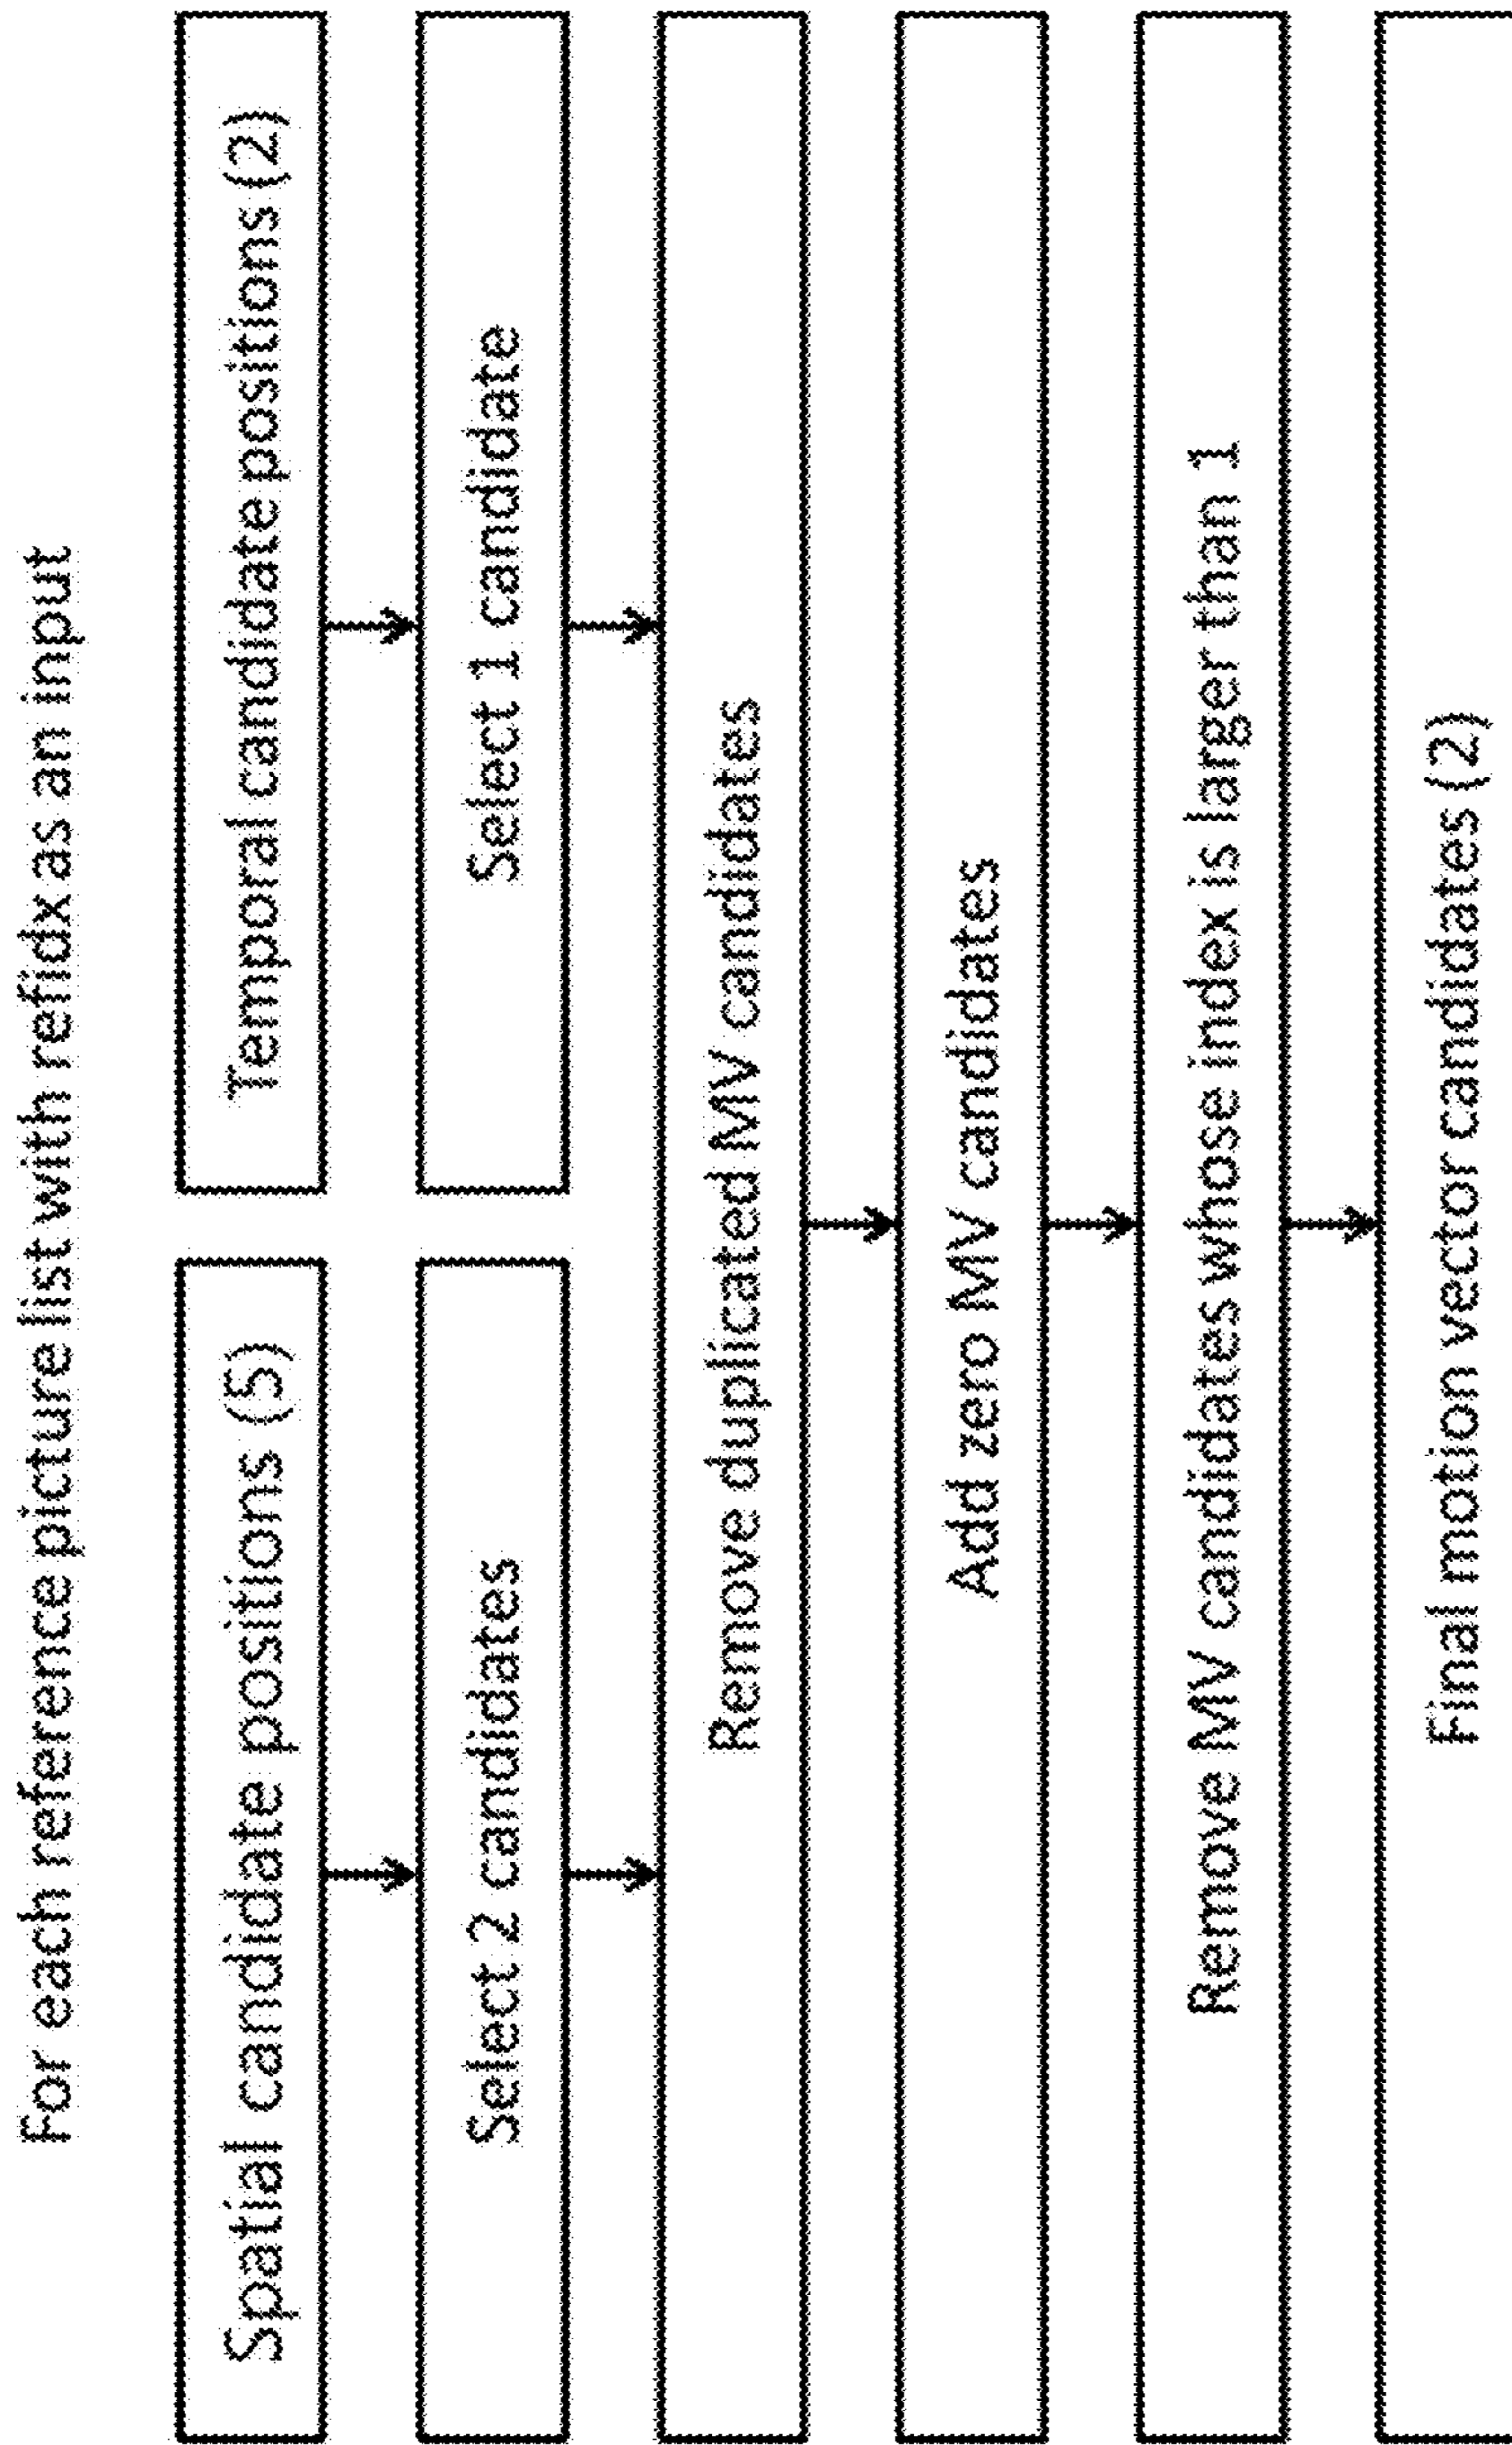 For each reference picture list with refidx as an input
Spatial candidate positions (5)
Temporal candidate positions (2)
Select 2 candidates
Select 1 candidate
Remove duplicated MV candidates
Add zero MV candidates
Remove MV candidates whose index is larger than 1
Final motion vector candidates (2)